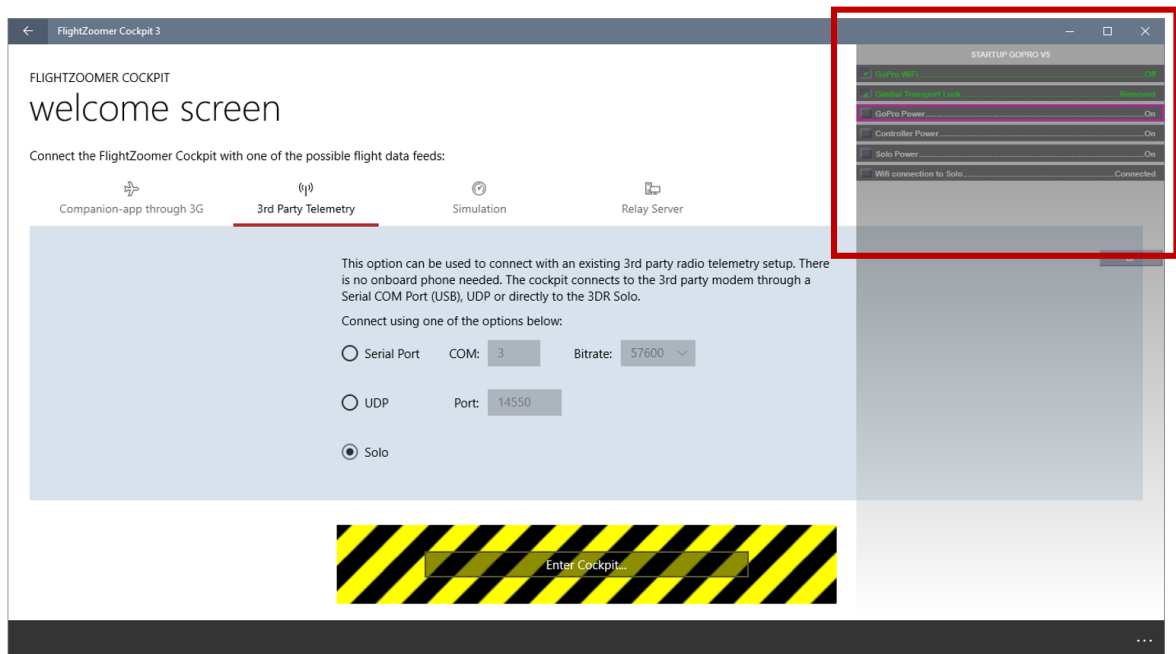 FlightZoomer Cockpit 3
FLIGHTZOOMER COCKPIT
welcome screen
Connect the FlightZoomer Cockpit with one of the possible flight data feeds:
Companion-app through 3G
3rd Party Telemetry
Simulation
Relay Server
This option can be used to connect with an existing 3rd party radio telemetry setup. There
is no onboard phone needed. The cockpit connects to the 3rd party modem through a
Serial COM Port (USB), UDP or directly to the 3DR Solo.
Connect using one of the options below:
Serial Port COM: 3 Bitrate: 57600
UDP Port: 14550
Solo
Enter Cockpit...
STARTUP GOPRO V5
GoPro WiFi Off
Gimbal Transport Lock Removed
GoPro Power On
Controller Power On
Solo Power On
Wifi connection to Solo Connected
...